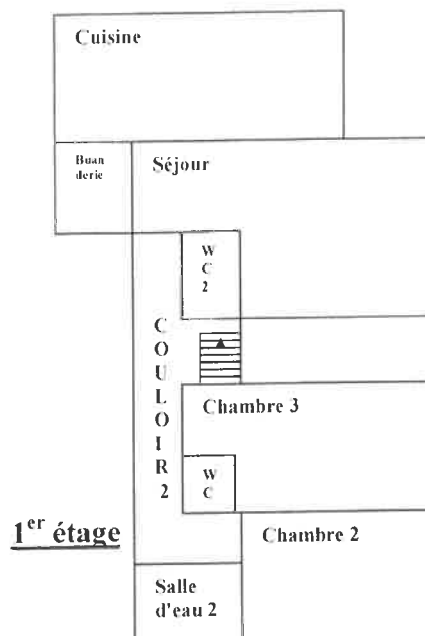 Cuisine
Buan
derie
Séjour
W
C
2
C
O
U
L
O
I
R
2
Chambre 3
W
C
1er étage
Chambre 2
Salle
d'eau 2